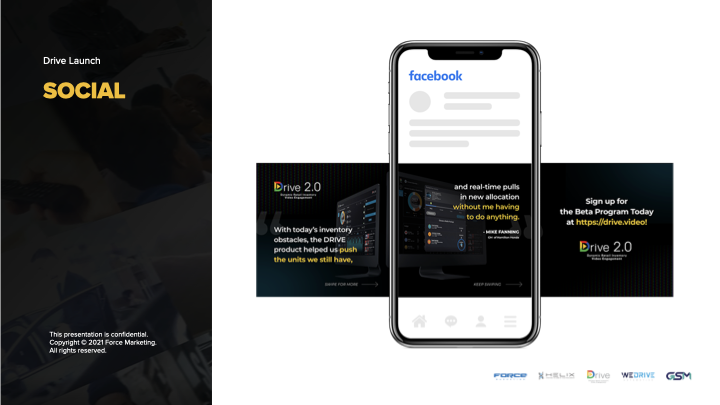 Drive Launch
SOCIAL
facebook
Drive 2.0
Dynamic Retail Inventory
Video Engagement
With today's inventory
obstacles, the DRIVE
product helped us push
the units we still have,
SWIPE FOR MORE
and real-time pulls
in new allocation
without me having
to do anything.
- MIKE FANNING
KEEP SWIPING
Sign up for
the Beta Program Today
at https://drive.video!
Drive 2.0
Dynamic Retail Inventory
Video Engagement
This presentation is confidential.
Copyright © 2021 Force Marketing.
All rights reserved.
FORCE
HELIX
Drive
WEDRIVE
GSM